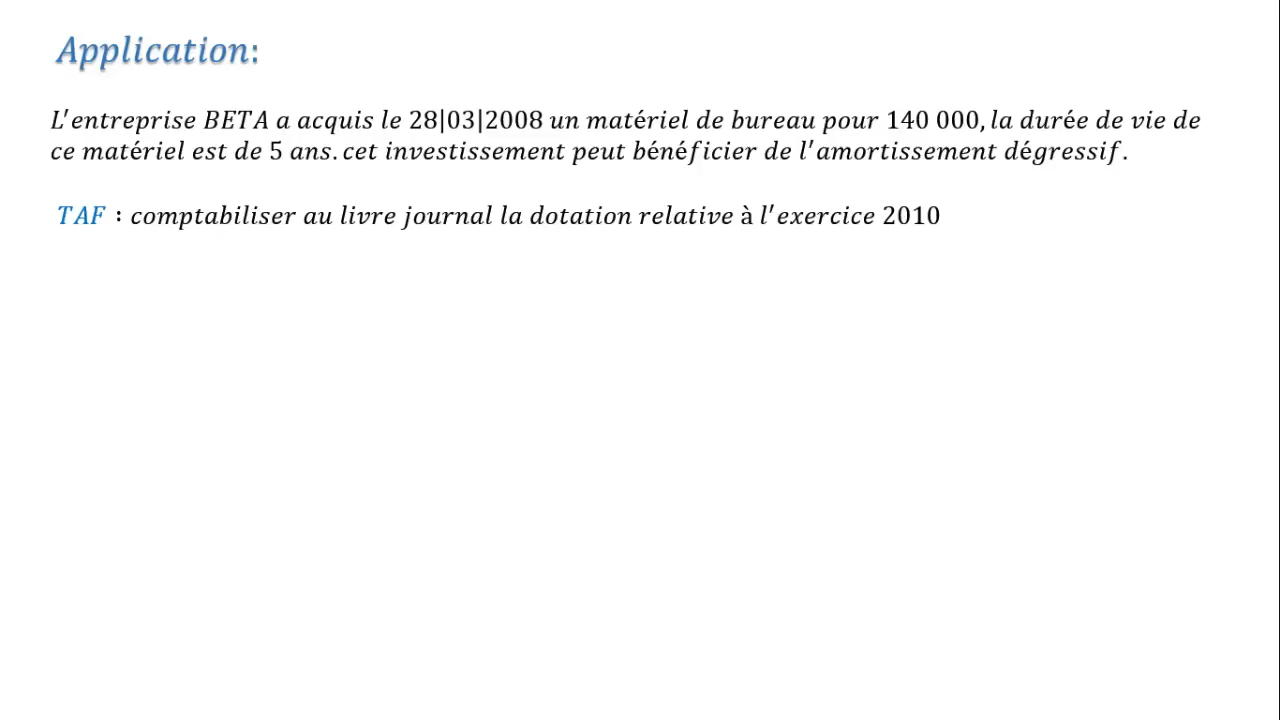 Application:
L'entreprise BETA a acquis le 28|03|2008 un matériel de bureau pour 140 000, la durée de vie de
ce matériel est de 5 ans. cet investissement peut bénéficier de l'amortissement dégressif.
TAF : comptabiliser au livre journal la dotation relative à l'exercice 2010